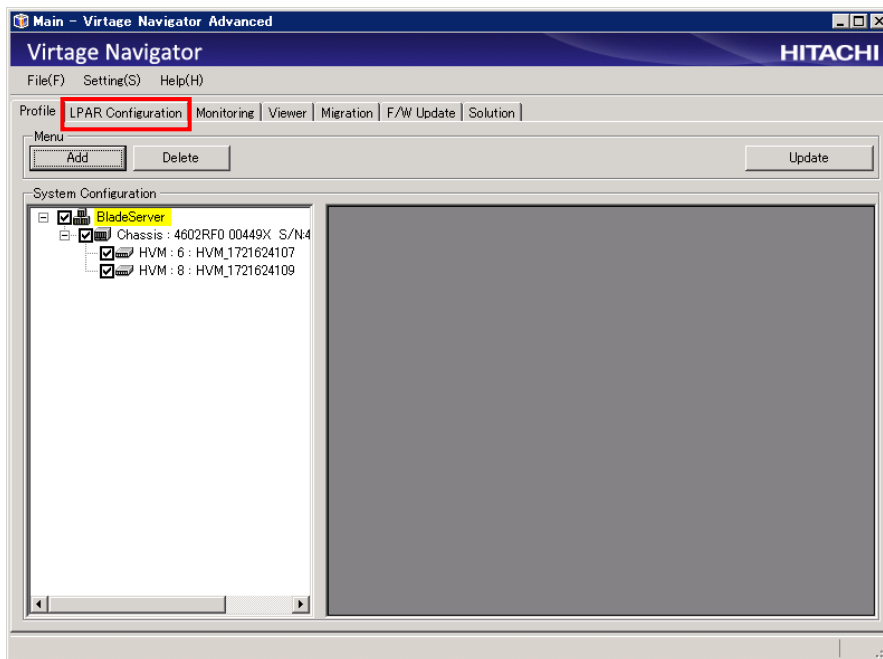 Main - Virtage Navigator Advanced
Virtage Navigator
HITACHI
File(F) Setting(S) Help(H)
Profile LPAR Configuration Monitoring Viewer Migration F/W Update Solution
Menu
Add Delete Update
System Configuration
BladeServer
Chassis : 4602RF0 00449X S/N:4
HVM : 6 : HVM_1721624107
HVM : 8 : HVM_1721624109